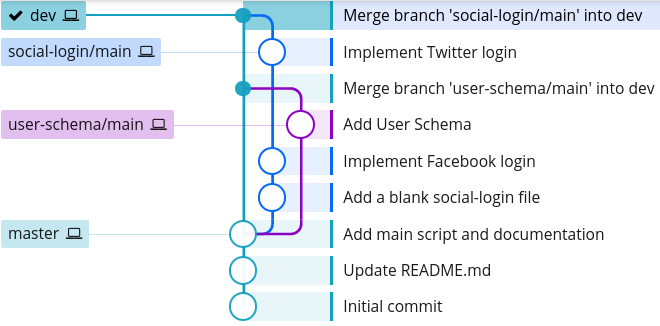 dev Merge branch 'social-login/main' into dev
social-login/main Implement Twitter login
Merge branch 'user-schema/main' into dev
user-schema/main Add User Schema
Implement Facebook login
Add a blank social-login file
master Add main script and documentation
Update README.md
Initial commit